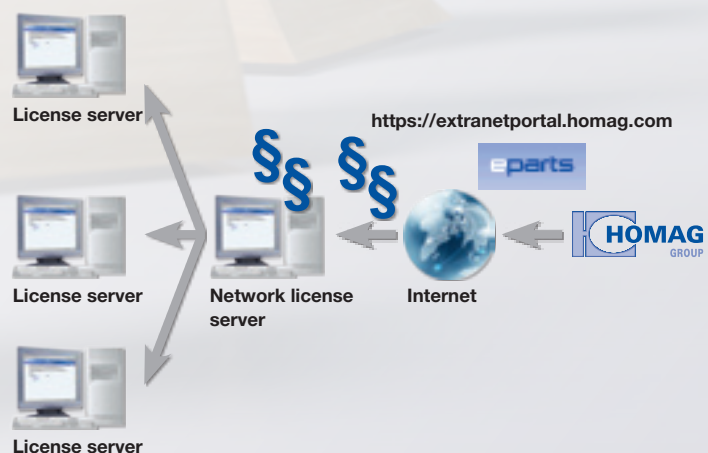 License server
https://extranetportal.homag.com
§§ §§
eparts
HOMAG
GROUP
License server
Network license
server
Internet
License server